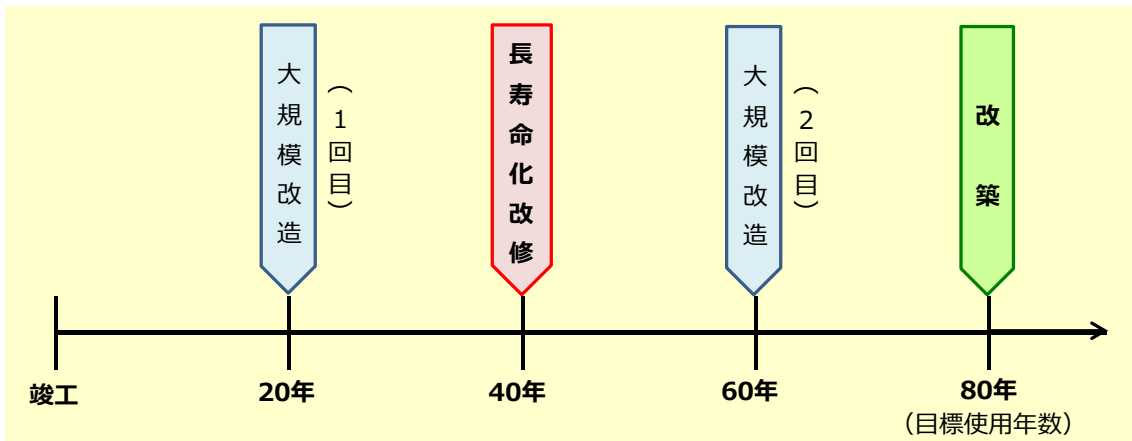 大規模改造
（1回目）
長寿命化改修
大規模改造
（2回目）
改築
竣工
20年
40年
60年
80年
（目標使用年数）